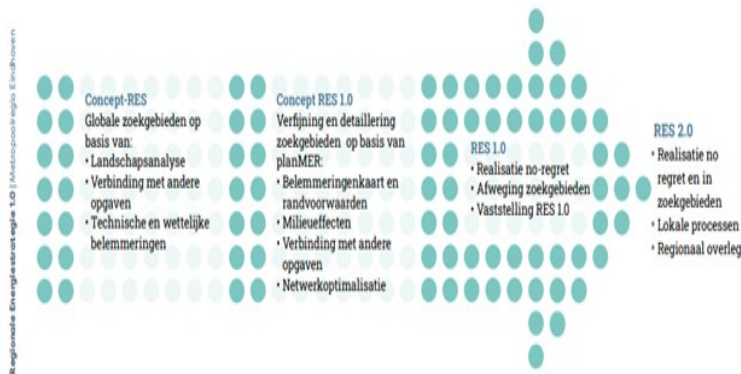 Regionale Energiestrategie 1.0 || Metropoolregio Eindhoven
Concept-RES
Globale zoekgebieden op
basis van:
• Landschapsanalyse
• Verbinding met andere
opgaven
• Technische en wettelijke
belemmeringen
Concept RES 1.0
Verfijning en detaillering
zoekgebieden op basis van
planMER:
• Belemmeringenkaart en
randvoorwaarden
• Milieueffecten
• Verbinding met andere
opgaven
• Netwerkoptimalisatie
RES 1.0
• Realisatie no-regret
• Afweging zoekgebieden
• Vaststelling RES 1.0
RES 2.0
• Realisatie no
regret en in
zoekgebieden
• Lokale processen
• Regionaal overleg